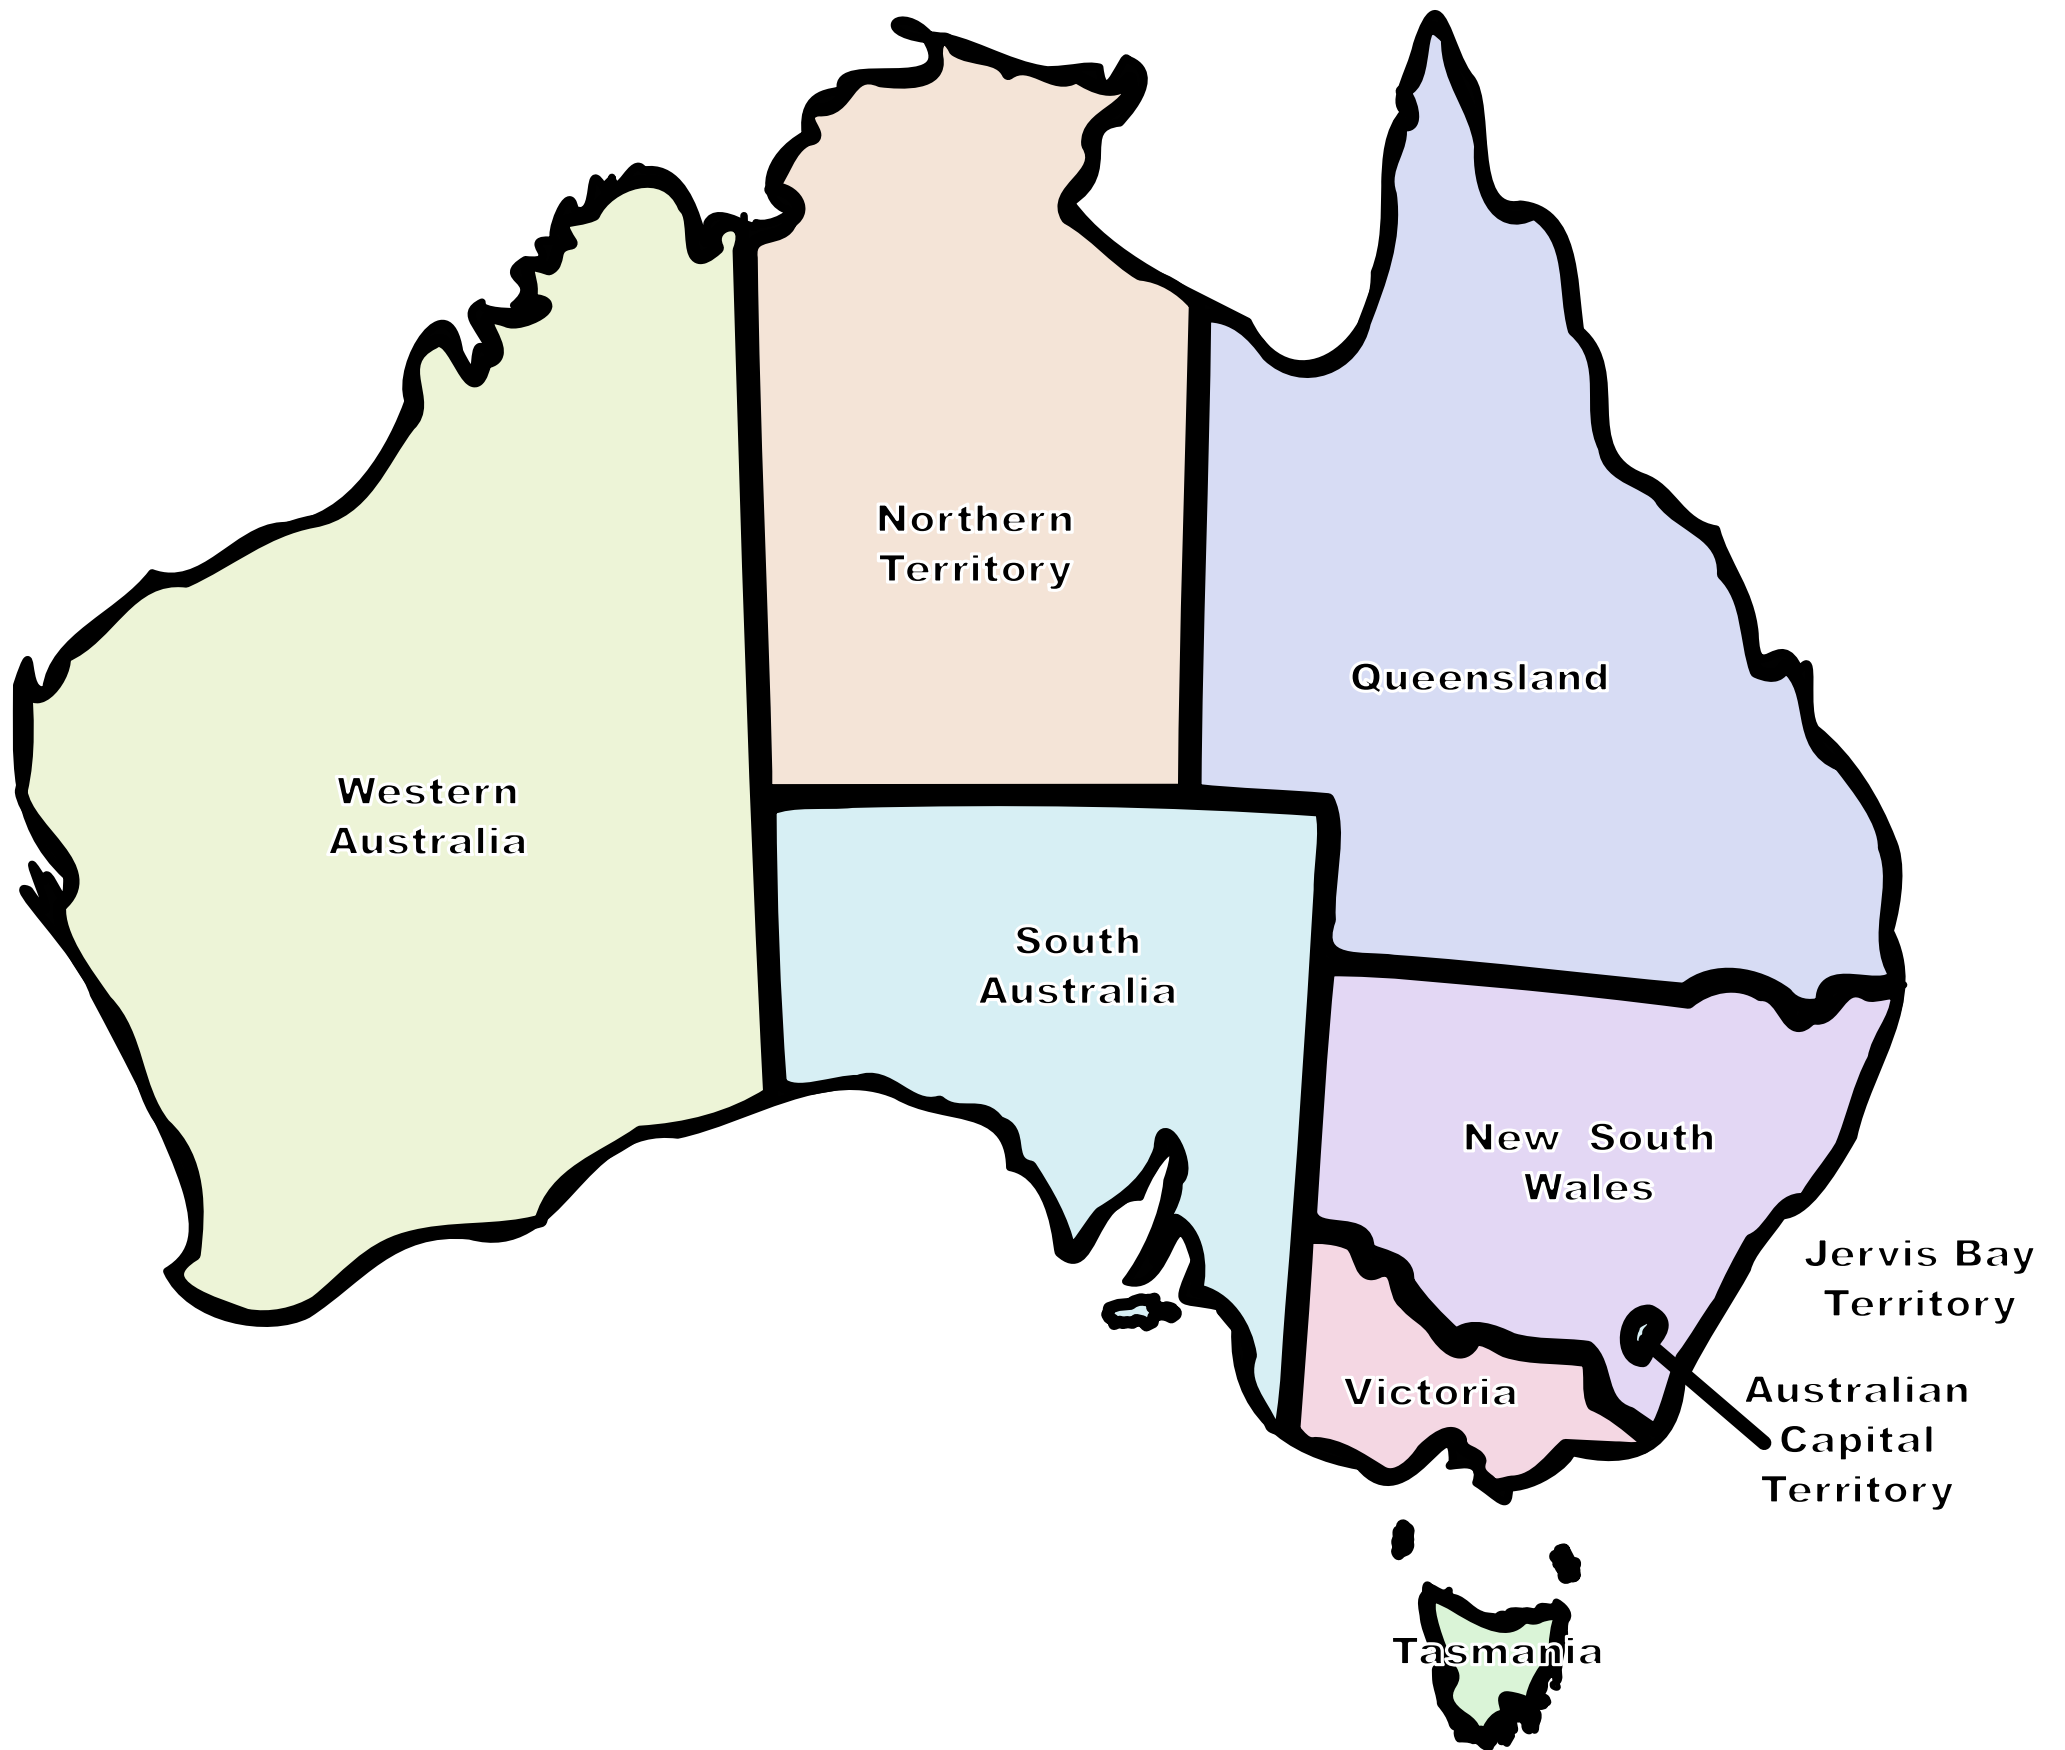 Northern
Territory
Queensland
Western
Australia
South
Australia
New South
Wales
Jervis Bay
Territory
Victoria
Australian
Capital
Territory
Tasmania